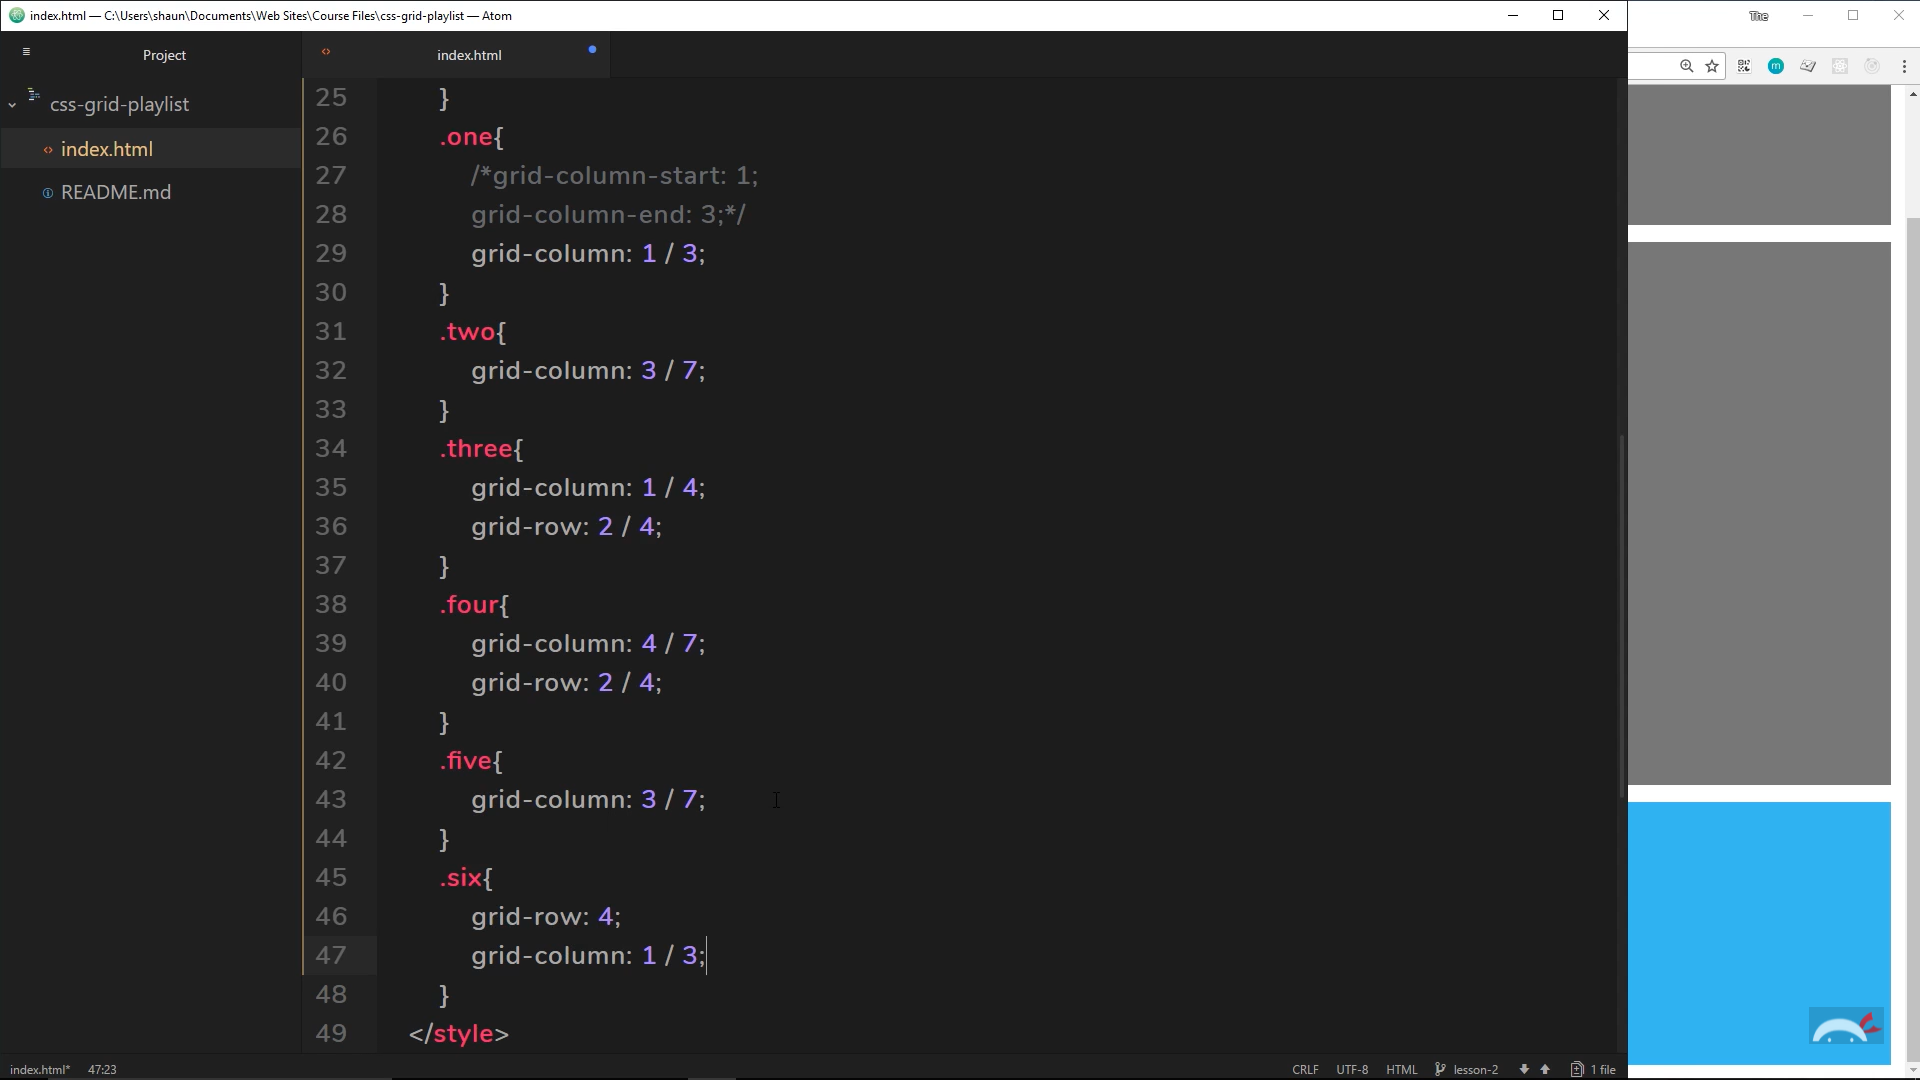 index.html — C:\Users\shaun\Documents\Web Sites\Course Files\css-grid-playlist — Atom
The
Project
index.html
m
css-grid-playlist
index.html
README.md
25 }
26 .one{
27 /*grid-column-start: 1;
28 grid-column-end: 3;*/
29 grid-column: 1 / 3;
30 }
31 .two{
32 grid-column: 3 / 7;
33 }
34 .three{
35 grid-column: 1 / 4;
36 grid-row: 2 / 4;
37 }
38 .four{
39 grid-column: 4 / 7;
40 grid-row: 2 / 4;
41 }
42 .five{
43 grid-column: 3 / 7;
44 }
45 .six{
46 grid-row: 4;
47 grid-column: 1 / 3;
48 }
49 </style>
index.html* 47:23 CRLF UTF-8 HTML lesson-2 1 file